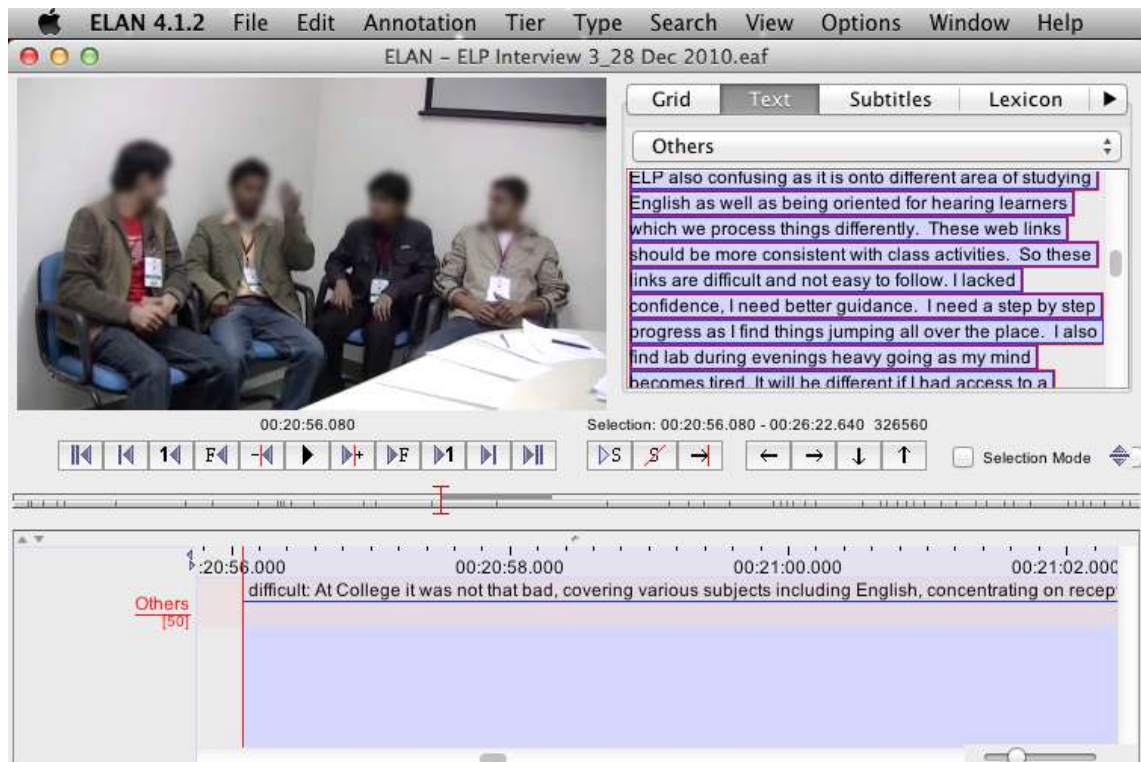 ELAN 4.1.2 File Edit Annotation Tier Type Search View Options Window Help
ELAN – ELP Interview 3_28 Dec 2010.eaf
Grid Text Subtitles Lexicon
Others
ELP also confusing as it is onto different area of studying
English as well as being oriented for hearing learners
which we process things differently. These web links
should be more consistent with class activities. So these
links are difficult and not easy to follow. I lacked
confidence, I need better guidance. I need a step by step
progress as I find things jumping all over the place. I also
find lab during evenings heavy going as my mind
becomes tired. It will be different if I had access to a
00:20:56.080
Selection: 00:20:56.080 - 00:26:22.640 326560
1 F F 1 S S Selection Mode
:20:56.000 00:20:58.000 00:21:00.000 00:21:02.000
difficult: At College it was not that bad, covering various subjects including English, concentrating on recep
Others
[50]